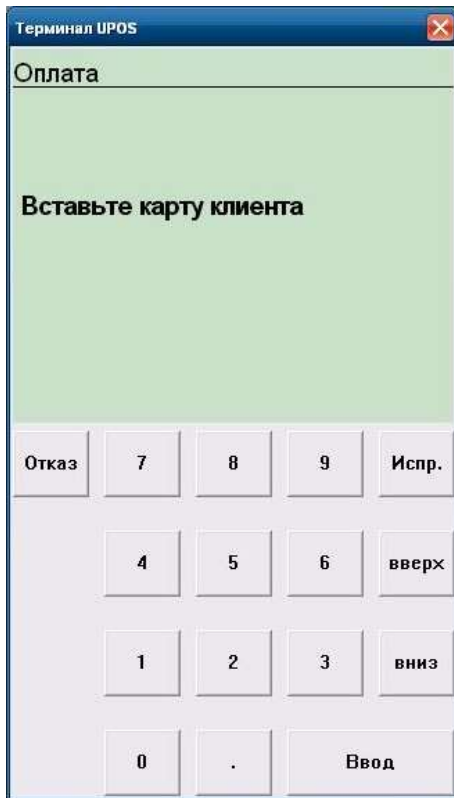 Терминал UPOS
Оплата
Вставьте карту клиента
Отказ 7 8 9 Испр.
4 5 6 вверх
1 2 3 вниз
0 . Ввод